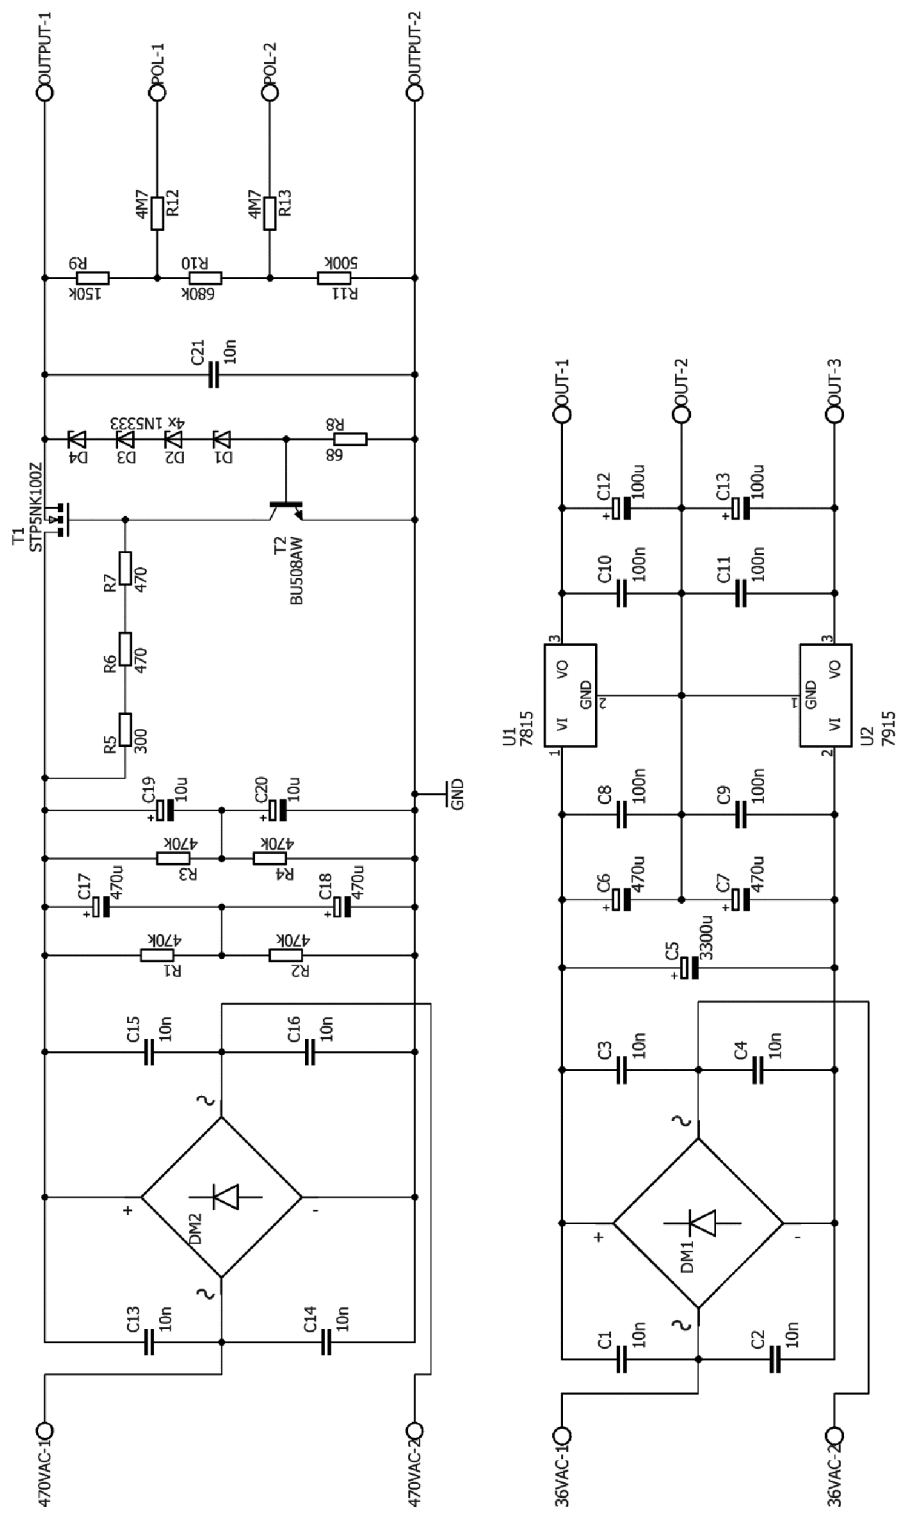 OUTPUT-1
POL-1
POL-2
OUTPUT-2
4M7
R12
4M7
R13
R9
150k
R10
680k
500k
R11
C21
10n
T1
STP5NK100Z
D4
D3
D2
D1
4x 1N5333
R8
68
T2
BU508AW
R7
470
R6
470
R5
300
C19
+
10u
C20
+
10u
GND
R3
470k
R4
470k
C17
+
470u
C18
+
470u
R1
470k
R2
470k
C15
10n
C16
10n
~
+
DM2
-
~
C13
10n
C14
10n
470VAC-1
470VAC-2
OUT-1
OUT-2
OUT-3
C12
+
100u
C13
+
100u
C10
100n
C11
100n
U1
7815
1
VI
GND
VO
3
2
U2
7915
2
VI
GND
VO
3
1
C8
100n
C9
100n
C6
+
470u
C7
+
470u
C5
+
3300u
C3
10n
C4
10n
~
+
DM1
-
~
C1
10n
C2
10n
36VAC-1
36VAC-2